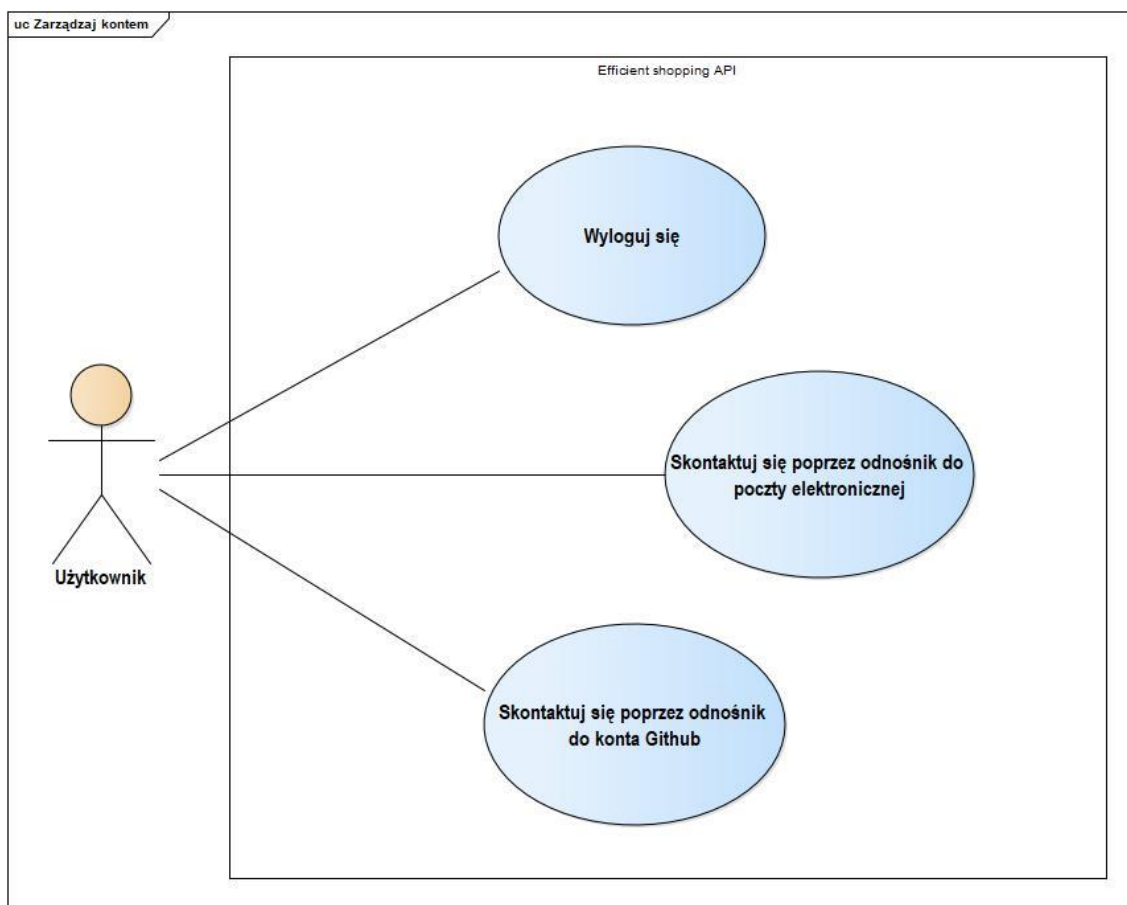 uc Zarządzaj kontem
Efficient shopping API
Wyloguj się
Skontaktuj się poprzez odnośnik do
poczty elektronicznej
Użytkownik
Skontaktuj się poprzez odnośnik
do konta Github